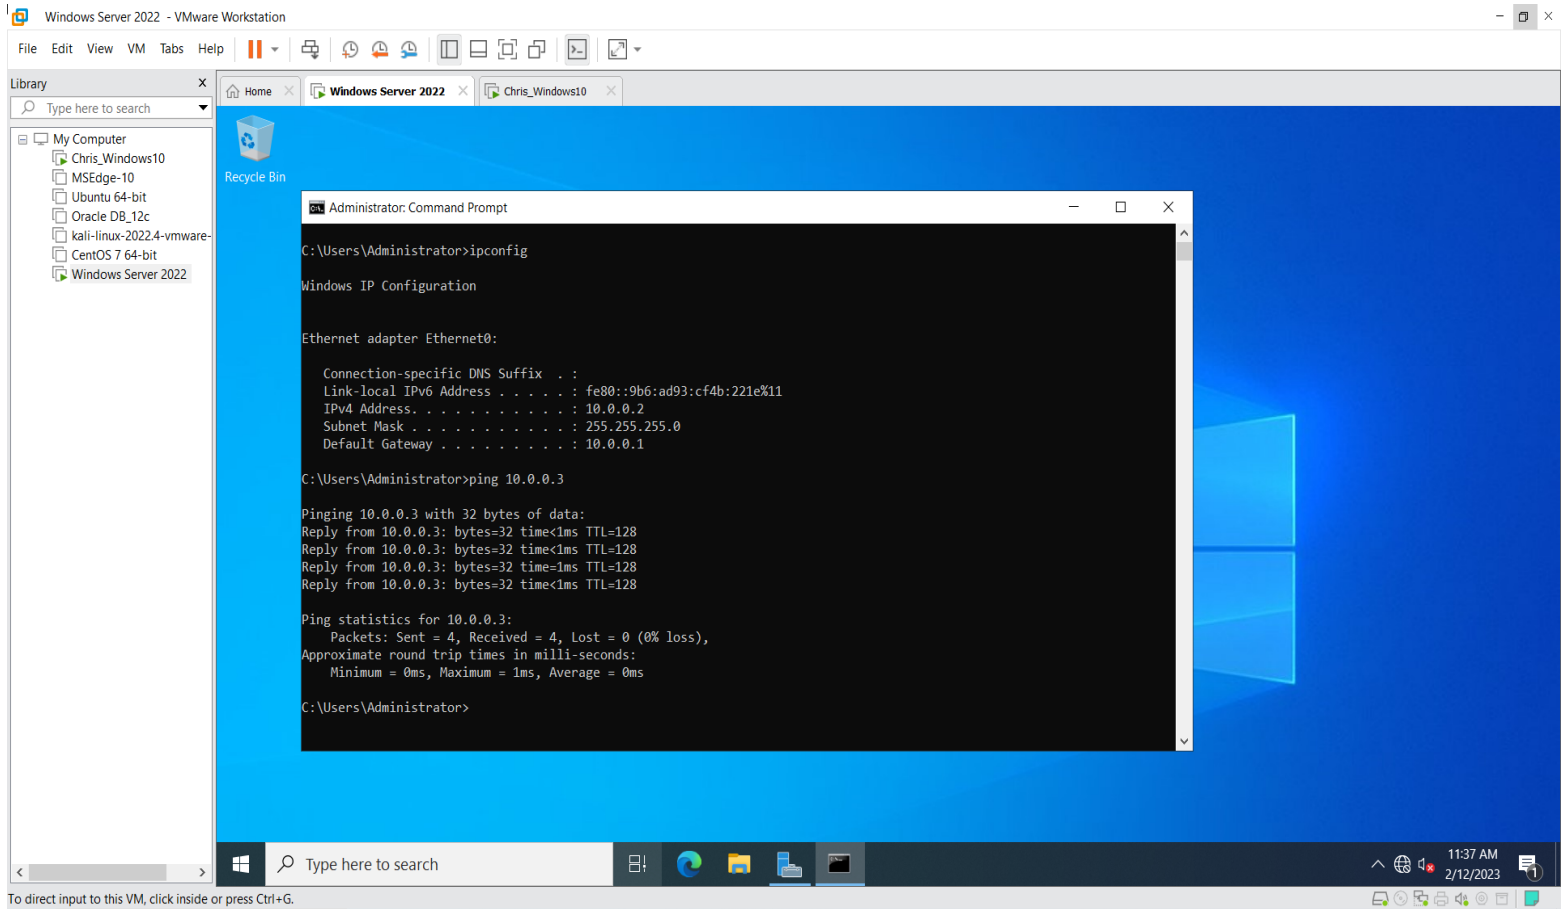 Windows Server 2022 - VMware Workstation
File Edit View VM Tabs Help
Library X
Type here to search
My Computer
Chris_Windows10
MSEdge-10
Ubuntu 64-bit
Oracle DB_12c
kali-linux-2022.4-vmware-
CentOS 7 64-bit
Windows Server 2022
Home Windows Server 2022 Chris_Windows10
Recycle Bin
Administrator: Command Prompt
C:\Users\Administrator>ipconfig
Windows IP Configuration
Ethernet adapter Ethernet0:
Connection-specific DNS Suffix . :
Link-local IPv6 Address . . . . . : fe80::9b6:ad93:cf4b:221e%11
IPv4 Address. . . . . . . . . . . : 10.0.0.2
Subnet Mask . . . . . . . . . . . : 255.255.255.0
Default Gateway . . . . . . . . . : 10.0.0.1
C:\Users\Administrator>ping 10.0.0.3
Pinging 10.0.0.3 with 32 bytes of data:
Reply from 10.0.0.3: bytes=32 time<1ms TTL=128
Reply from 10.0.0.3: bytes=32 time<1ms TTL=128
Reply from 10.0.0.3: bytes=32 time=1ms TTL=128
Reply from 10.0.0.3: bytes=32 time<1ms TTL=128
Ping statistics for 10.0.0.3:
Packets: Sent = 4, Received = 4, Lost = 0 (0% loss),
Approximate round trip times in milli-seconds:
Minimum = 0ms, Maximum = 1ms, Average = 0ms
C:\Users\Administrator>
Type here to search
11:37 AM
2/12/2023
1
To direct input to this VM, click inside or press Ctrl+G.